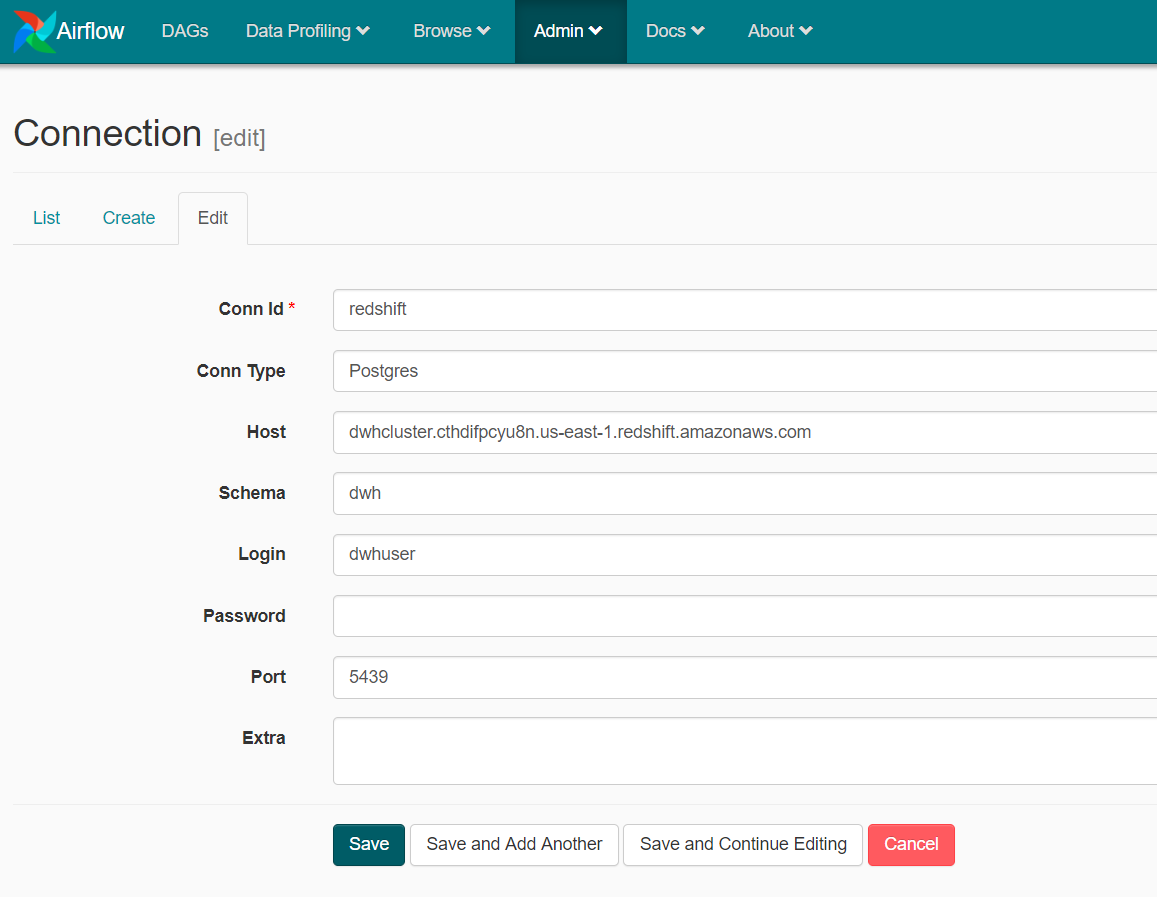 Airflow DAGs Data Profiling Browse Admin Docs About
Connection [edit]
List Create Edit
Conn Id * redshift
Conn Type Postgres
Host dwhcluster.cthdifpcyu8n.us-east-1.redshift.amazonaws.com
Schema dwh
Login dwhuser
Password
Port 5439
Extra
Save Save and Add Another Save and Continue Editing Cancel